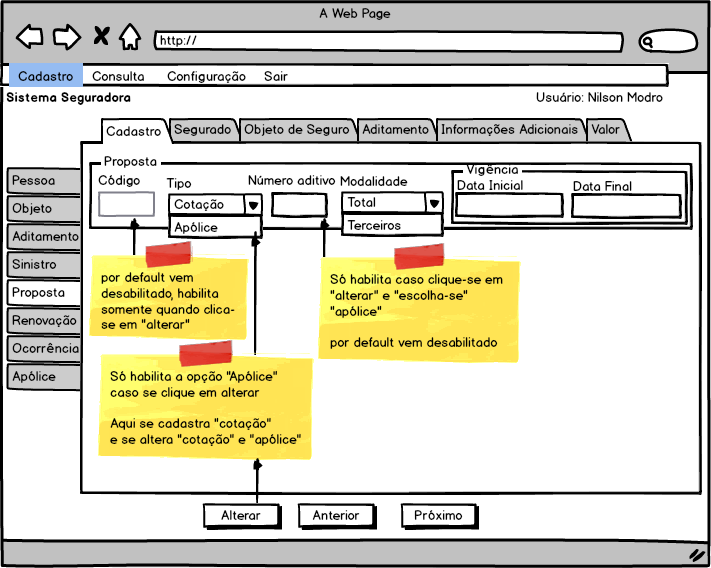 A Web Page
http://
Cadastro Consulta Configuração Sair
Sistema Seguradora Usuário: Nilson Modro
Cadastro Segurado Objeto de Seguro Aditamento Informações Adicionais Valor
Pessoa
Objeto
Aditamento
Sinistro
Proposta
Renovação
Ocorrência
Apólice
Proposta
Código Tipo Número aditivo Modalidade
Cotação Total
Apólice Terceiros
Vigência
Data Inicial Data Final
por default vem
desabilitado, habilita
somente quando clica-
se em "alterar"
Só habilita caso clique-se em
"alterar" e "escolha-se"
"apólice"
por default vem desabilitado
Só habilita a opção "Apólice"
caso se clique em alterar
Aqui se cadastra "cotação"
e se altera "cotação" e "apólice"
Alterar Anterior Próximo